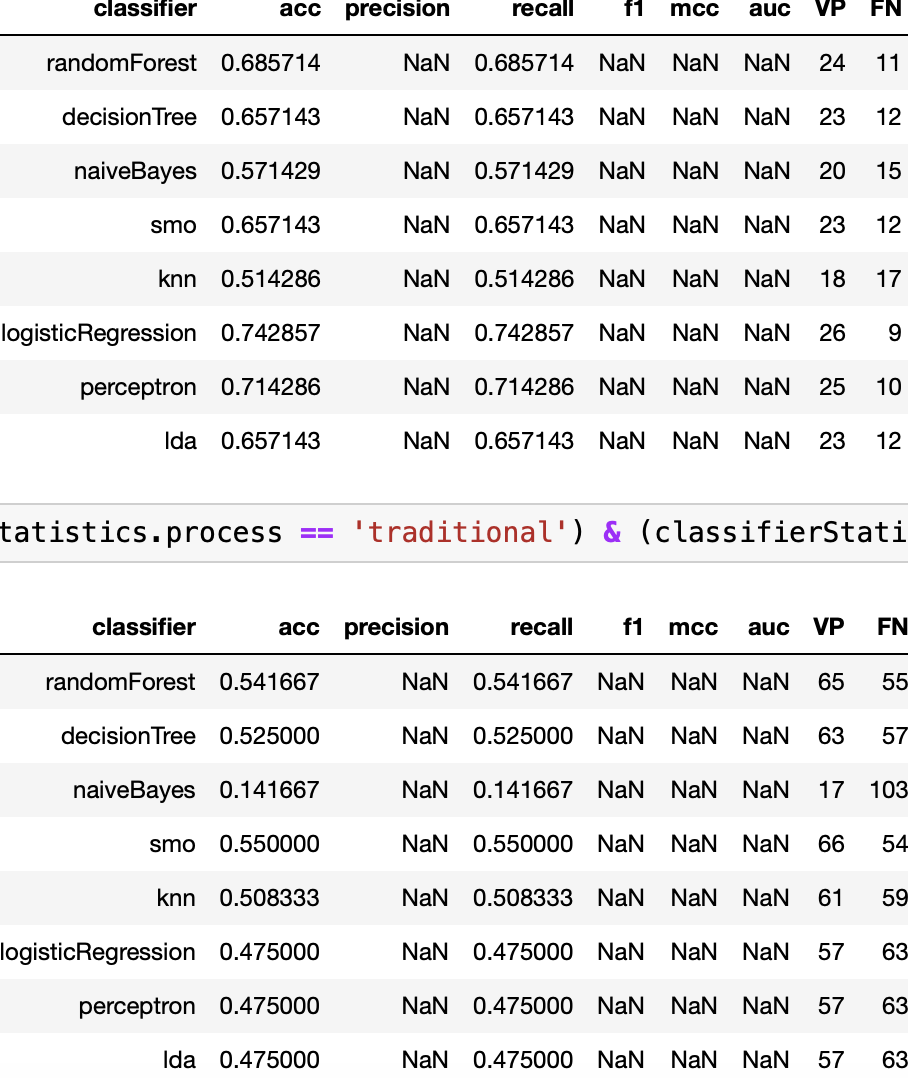 classifier acc precision recall f1 mcc auc VP FN
randomForest 0.685714 NaN 0.685714 NaN NaN NaN 24 11
decisionTree 0.657143 NaN 0.657143 NaN NaN NaN 23 12
naiveBayes 0.571429 NaN 0.571429 NaN NaN NaN 20 15
smo 0.657143 NaN 0.657143 NaN NaN NaN 23 12
knn 0.514286 NaN 0.514286 NaN NaN NaN 18 17
logisticRegression 0.742857 NaN 0.742857 NaN NaN NaN 26 9
perceptron 0.714286 NaN 0.714286 NaN NaN NaN 25 10
lda 0.657143 NaN 0.657143 NaN NaN NaN 23 12
tatistics.process == 'traditional') & (classifierStati
classifier acc precision recall f1 mcc auc VP FN
randomForest 0.541667 NaN 0.541667 NaN NaN NaN 65 55
decisionTree 0.525000 NaN 0.525000 NaN NaN NaN 63 57
naiveBayes 0.141667 NaN 0.141667 NaN NaN NaN 17 103
smo 0.550000 NaN 0.550000 NaN NaN NaN 66 54
knn 0.508333 NaN 0.508333 NaN NaN NaN 61 59
logisticRegression 0.475000 NaN 0.475000 NaN NaN NaN 57 63
perceptron 0.475000 NaN 0.475000 NaN NaN NaN 57 63
lda 0.475000 NaN 0.475000 NaN NaN NaN 57 63